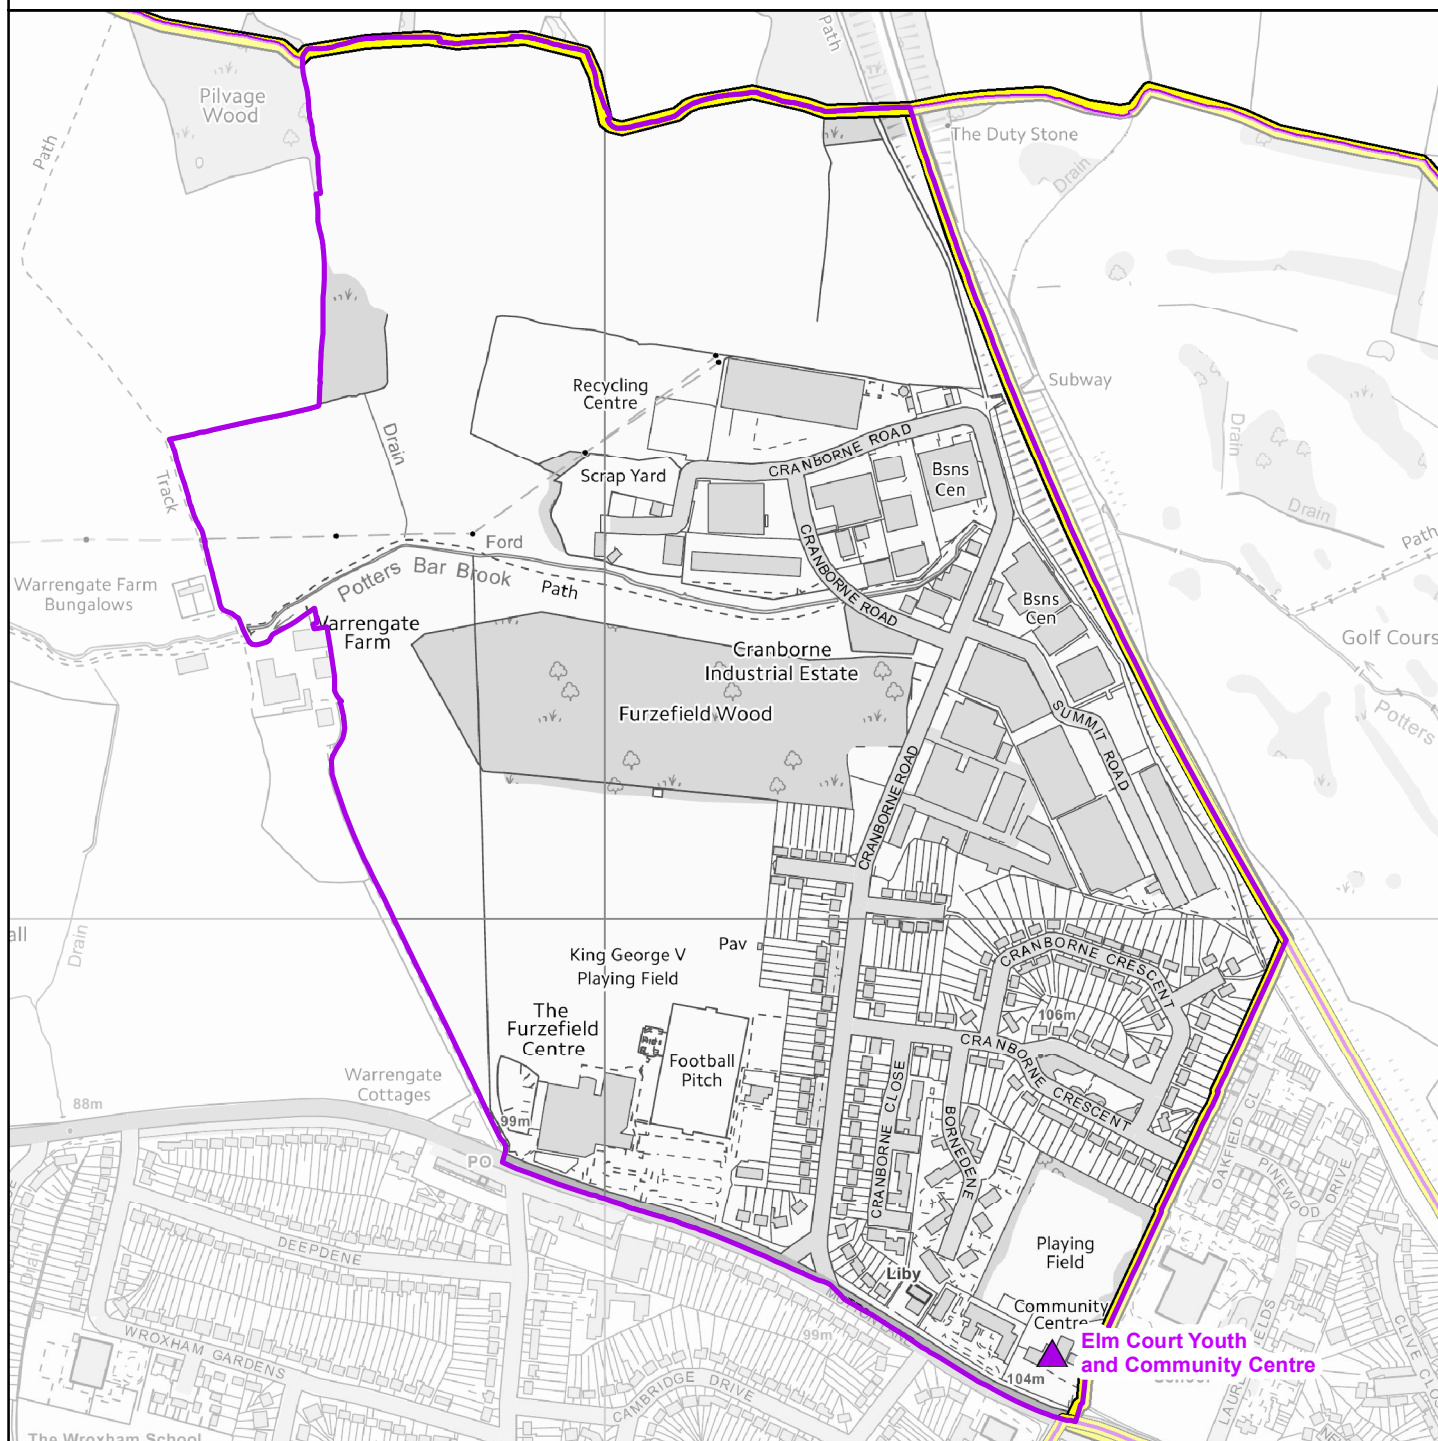 Path
Pilvage
Wood
Path
The Duty Stone
Drain
Subway
Recycling
Centre
Drain
Drain
CRANBORNE ROAD
Scrap Yard
Bsns
Cen
Track
Drain
Path
Ford
CRANBORNE ROAD
Potters Bar Brook
Path
Warrengate Farm
Bungalows
Bsns
Cen
Warrengate
Farm
Golf Cours
Cranborne
Industrial Estate
Furzefield Wood
SUMMIT ROAD
Potters
CRANBORNE ROAD
all
Drain
Pav
King George V
Playing Field
CRANBORNE CRESCENT
The
Furzefield
Centre
106m
Football
Pitch
CRANBORNE CRESCENT
Warrengate
Cottages
88m
99m
CRANBORNE CLOSE
BORNEDENE
OAKFIELD CL
PINEWOOD DRIVE
PO
DEEPDENE
Drain
Playing
Field
Liby
Community
Centre
99m
WROXHAM GARDENS
Elm Court Youth
and Community Centre
104m
School
CAMBRIDGE DRIVE
The Wroxham School